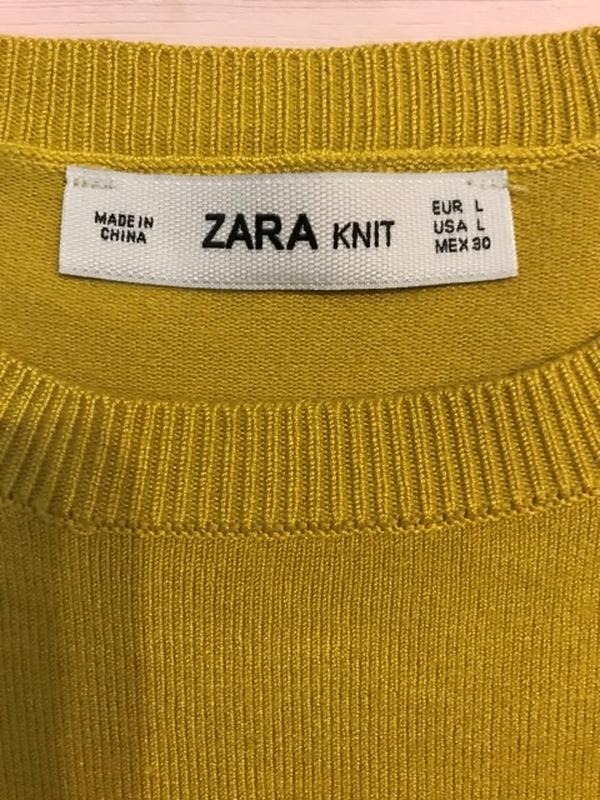 MADE IN
CHINA
ZARA KNIT
EUR L
USA L
MEX 30